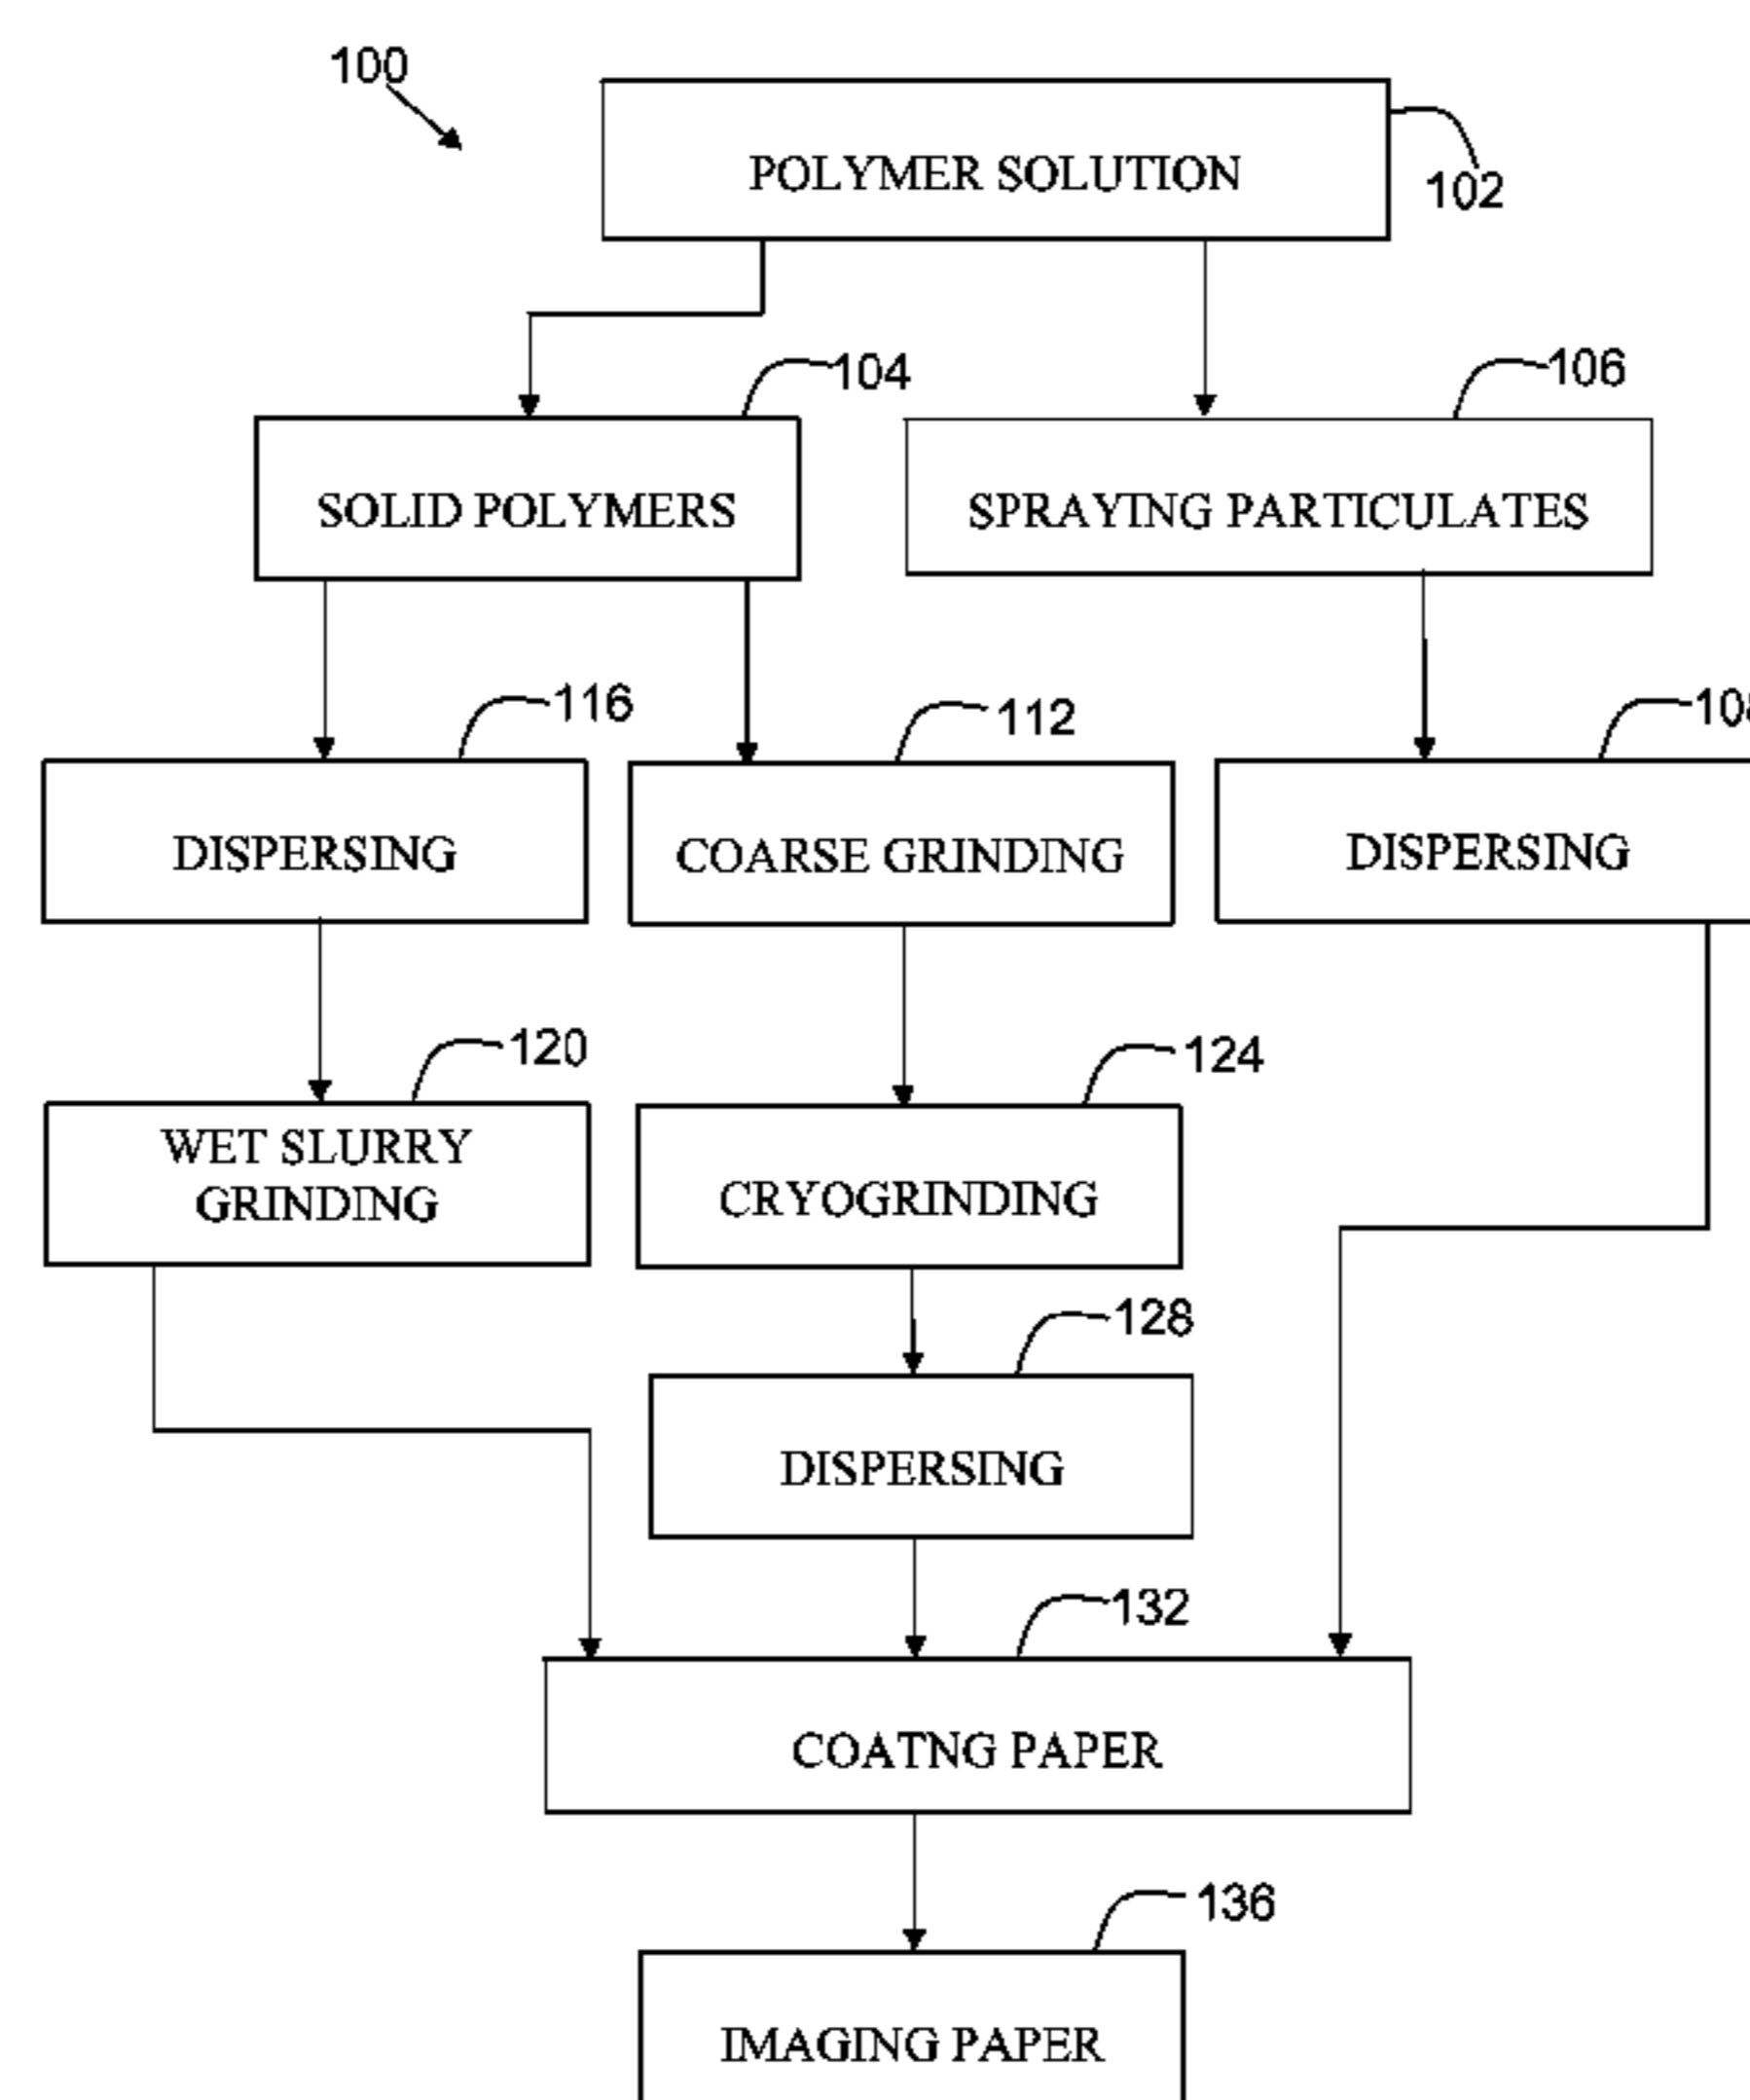 100
POLYMER SOLUTION
102
104
106
SOLID POLYMERS
SPRAYING PARTICULATES
116
112
DISPERSING
COARSE GRINDING
DISPERSING
120
124
WET SLURRY
GRINDING
CRYOGRINDING
128
DISPERSING
132
COATNG PAPER
136
IMAGING PAPER